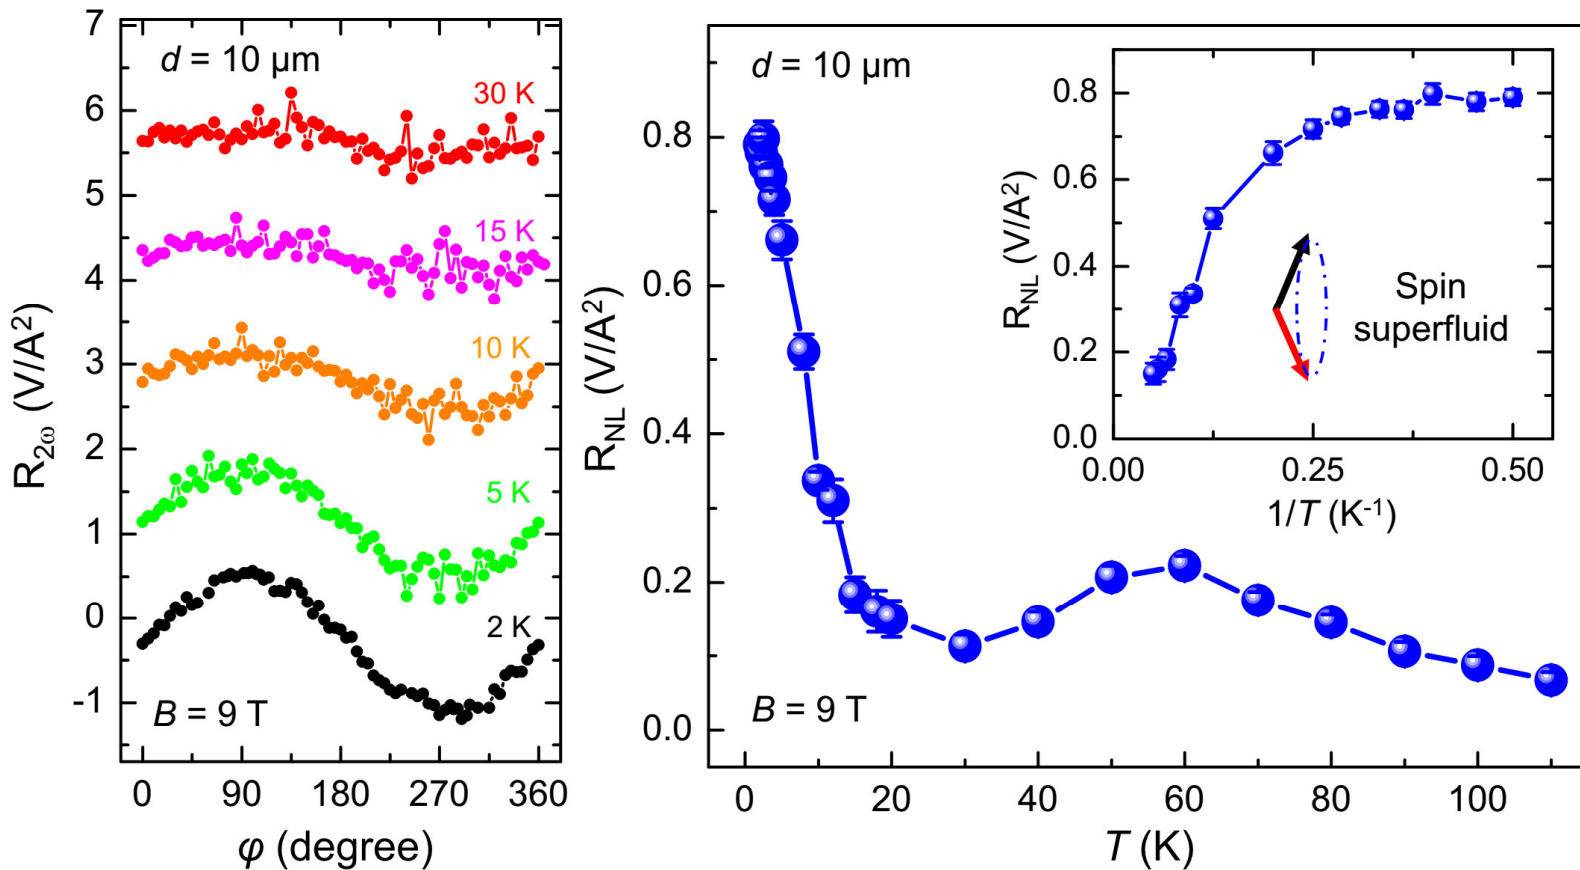 d = 10 μm
30 K
15 K
10 K
5 K
2 K
B = 9 T
7
6
5
4
3
2
1
0
-1
R2ω (V/A²)
0 90 180 270 360
φ (degree)
d = 10 μm
B = 9 T
0.8
0.6
0.4
0.2
0.0
RNL (V/A²)
0 20 40 60 80 100
T (K)
0.8
0.6
0.4
0.2
0.0
RNL (V/A²)
Spin
superfluid
0.00 0.25 0.50
1/T (K⁻¹)